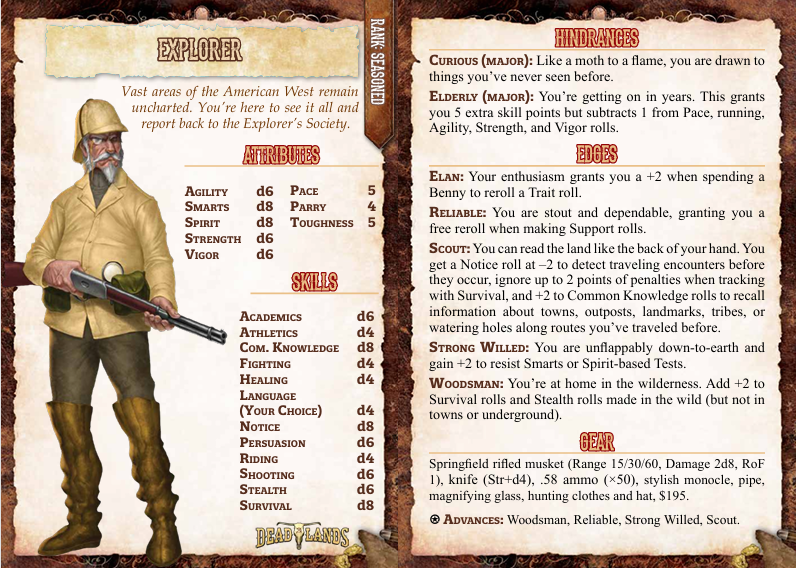 EXPLORER
RANK: SEASONED
Vast areas of the American West remain
uncharted. You're here to see it all and
report back to the Explorer's Society.
ATTRIBUTES
AGILITY d6 PACE 5
SMARTS d8 PARRY 4
SPIRIT d8 TOUGHNESS 5
STRENGTH d6
VIGOR d6
SKILLS
ACADEMICS d6
ATHLETICS d4
COM. KNOWLEDGE d8
FIGHTING d4
HEALING d4
LANGUAGE
(YOUR CHOICE) d4
NOTICE d8
PERSUASION d6
RIDING d4
SHOOTING d6
STEALTH d6
SURVIVAL d8
DEADLANDS
HINDRANCES
CURIOUS (MAJOR): Like a moth to a flame, you are drawn to
things you've never seen before.
ELDERLY (MAJOR): You're getting on in years. This grants
you 5 extra skill points but subtracts 1 from Pace, running,
Agility, Strength, and Vigor rolls.
EDGES
ELAN: Your enthusiasm grants you a +2 when spending a
Benny to reroll a Trait roll.
RELIABLE: You are stout and dependable, granting you a
free reroll when making Support rolls.
SCOUT: You can read the land like the back of your hand. You
get a Notice roll at –2 to detect traveling encounters before
they occur, ignore up to 2 points of penalties when tracking
with Survival, and +2 to Common Knowledge rolls to recall
information about towns, outposts, landmarks, tribes, or
watering holes along routes you've traveled before.
STRONG WILLED: You are unflappably down-to-earth and
gain +2 to resist Smarts or Spirit-based Tests.
WOODSMAN: You're at home in the wilderness. Add +2 to
Survival rolls and Stealth rolls made in the wild (but not in
towns or underground).
GEAR
Springfield rifled musket (Range 15/30/60, Damage 2d8, RoF
1), knife (Str+d4), .58 ammo (×50), stylish monocle, pipe,
magnifying glass, hunting clothes and hat, $195.
ADVANCES: Woodsman, Reliable, Strong Willed, Scout.